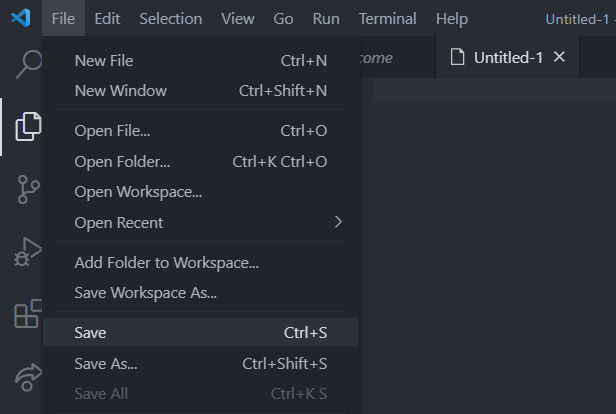 File Edit Selection View Go Run Terminal Help Untitled-1
New File Ctrl+N
come Untitled-1
New Window Ctrl+Shift+N
Open File... Ctrl+O
Open Folder... Ctrl+K Ctrl+O
Open Workspace...
Open Recent
Add Folder to Workspace...
Save Workspace As...
Save Ctrl+S
Save As... Ctrl+Shift+S
Save All Ctrl+K S